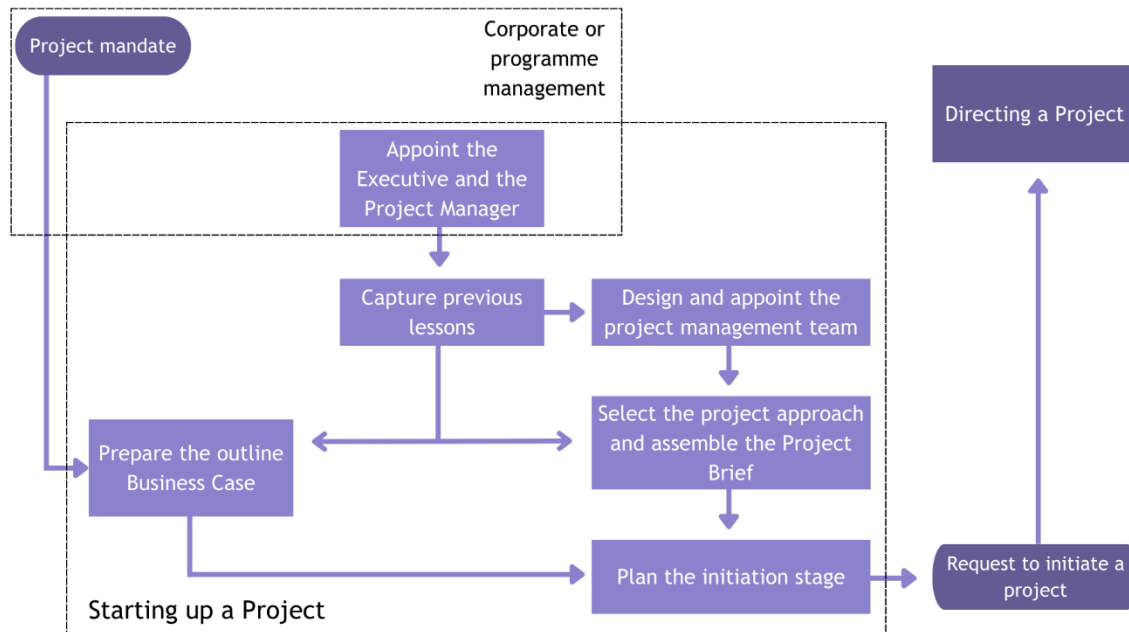 Project mandate
Corporate or
programme
management
Directing a Project
Appoint the
Executive and the
Project Manager
Capture previous
lessons
Design and appoint the
project management team
Prepare the outline
Business Case
Select the project approach
and assemble the Project
Brief
Plan the initiation stage
Request to initiate a
project
Starting up a Project